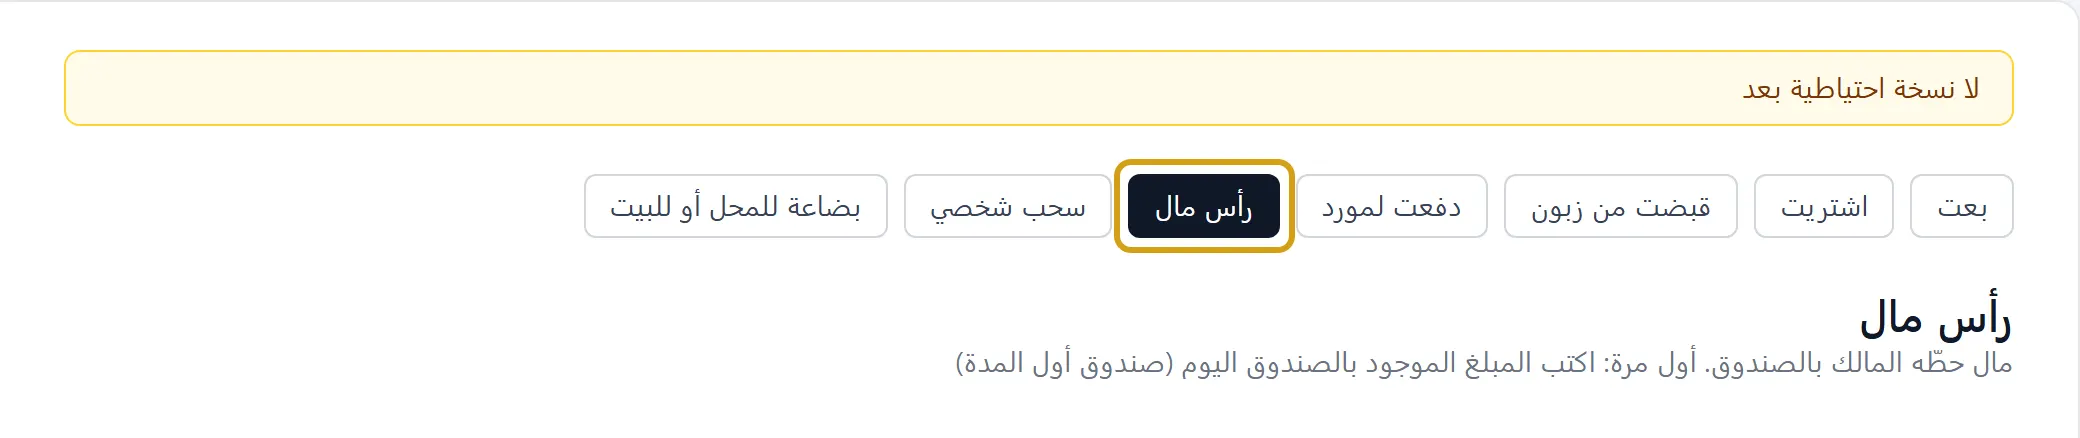 لا نسخة احتياطية بعد
بعت اشتريت قبضت من زبون دفعت لمورد رأس مال سحب شخصي بضاعة للمحل أو للبيت
رأس مال
مال حطّه المالك بالصندوق. أول مرة: اكتب المبلغ الموجود بالصندوق اليوم (صندوق أول المدة)